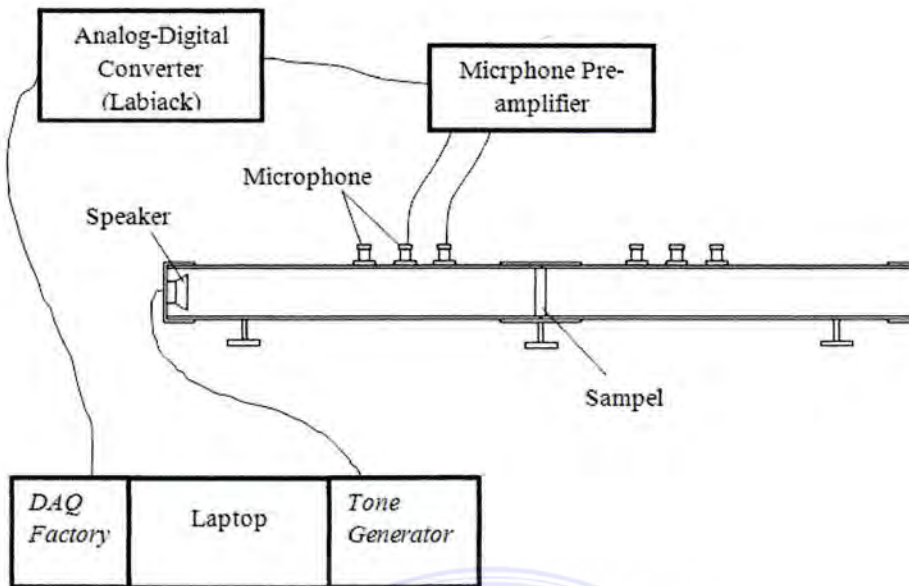 Analog-Digital
Converter
(Labiack)
Micrphone Pre-
amplifier
Microphone
Speaker
Sampel
DAQ
Factory
Laptop
Tone
Generator